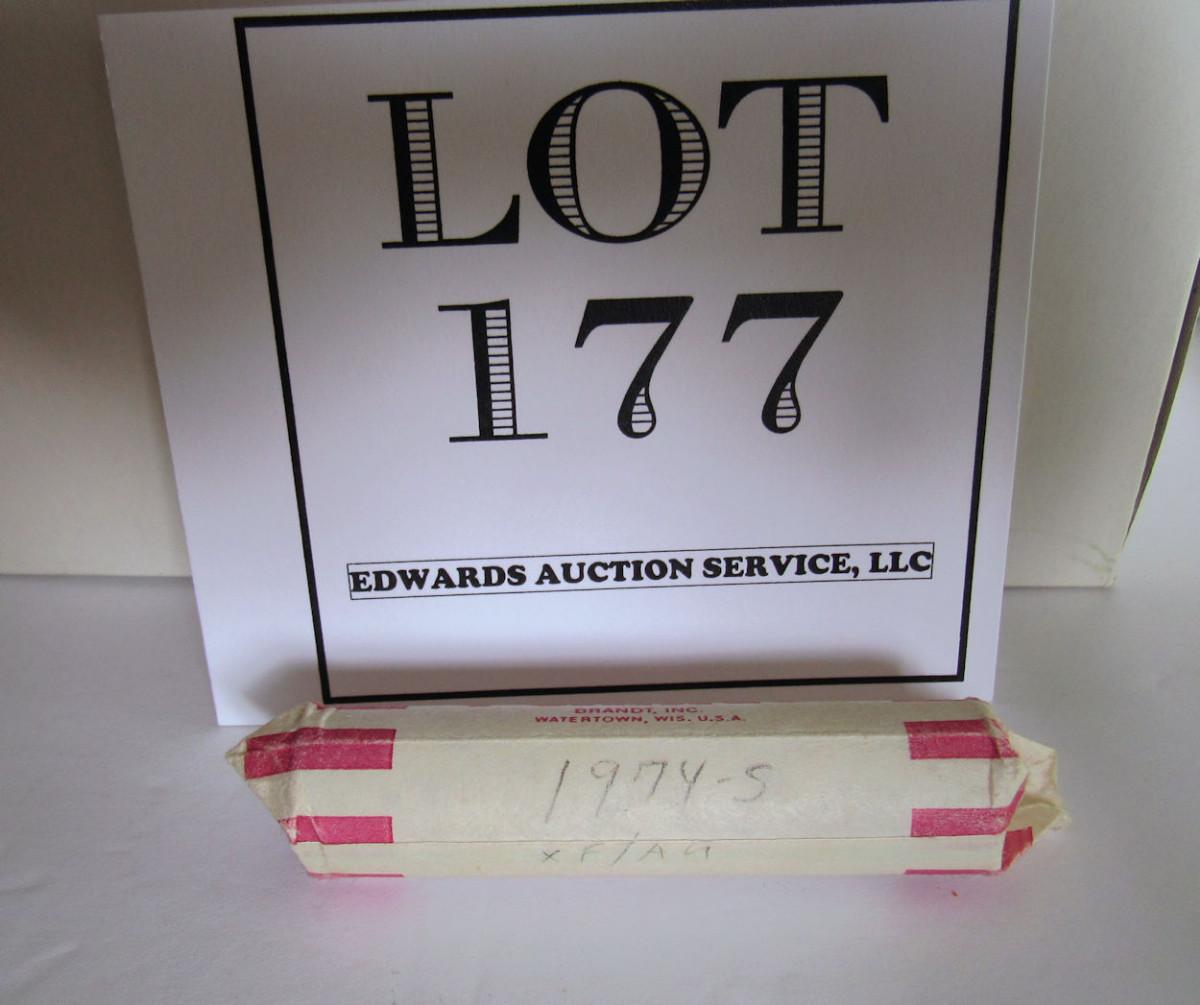 LOT
177
EDWARDS AUCTION SERVICE, LLC
BRANDT, INC.
WATERTOWN, WIS. U.S.A.
1974-S
XF/AU